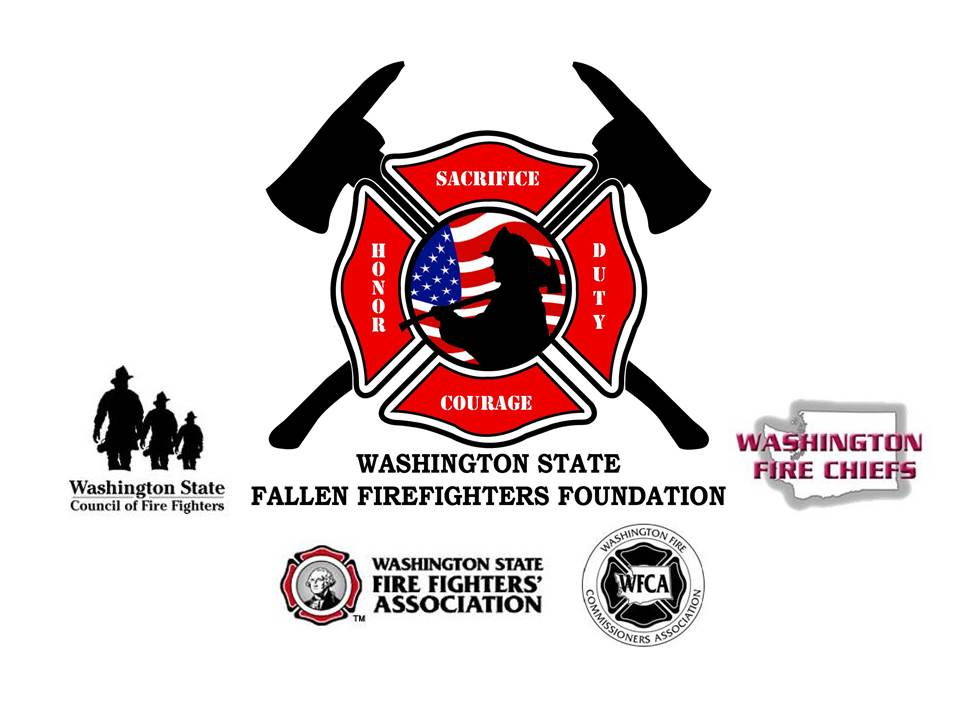 SACRIFICE
HONOR
DUTY
COURAGE
WASHINGTON STATE
FALLEN FIREFIGHTERS FOUNDATION
Washington State
Council of Fire Fighters
WASHINGTON
FIRE CHIEFS
WASHINGTON STATE
FIRE FIGHTERS'
ASSOCIATION
TM
WASHINGTON FIRE
WFCA
COMMISSIONERS ASSOCIATION